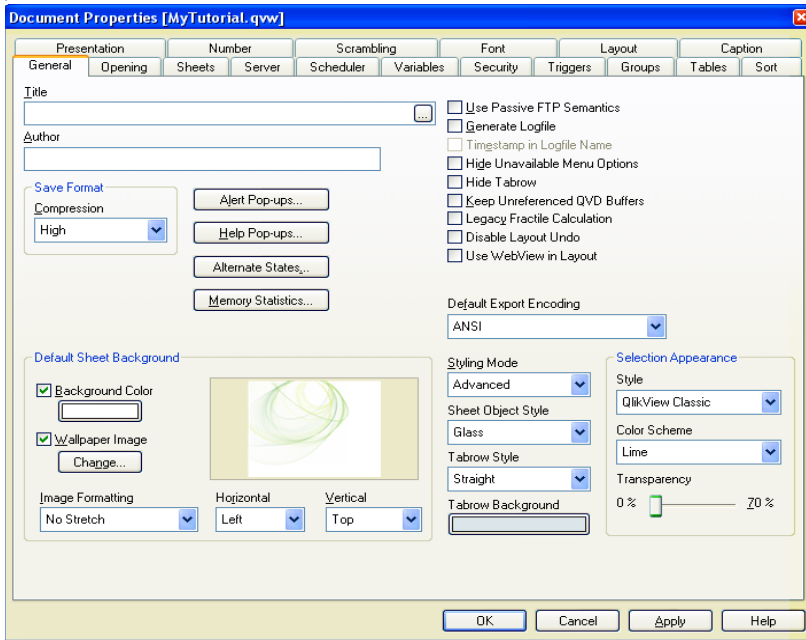 Document Properties [MyTutorial.qvw]
Presentation Number Scrambling Font Layout Caption
General Opening Sheets Server Scheduler Variables Security Triggers Groups Tables Sort
Title
...
Author
Save Format
Compression
High
Alert Pop-ups...
Help Pop-ups...
Alternate States...
Memory Statistics...
Use Passive FTP Semantics
Generate Logfile
Timestamp in Logfile Name
Hide Unavailable Menu Options
Hide Tabrow
Keep Unreferenced QVD Buffers
Legacy Fractile Calculation
Disable Layout Undo
Use WebView in Layout
Default Export Encoding
ANSI
Default Sheet Background
Background Color
Wallpaper Image
Change...
Image Formatting
No Stretch
Horizontal
Left
Vertical
Top
Styling Mode
Advanced
Sheet Object Style
Glass
Tabrow Style
Straight
Tabrow Background
Selection Appearance
Style
QlikView Classic
Color Scheme
Lime
Transparency
0 % 70 %
OK Cancel Apply Help